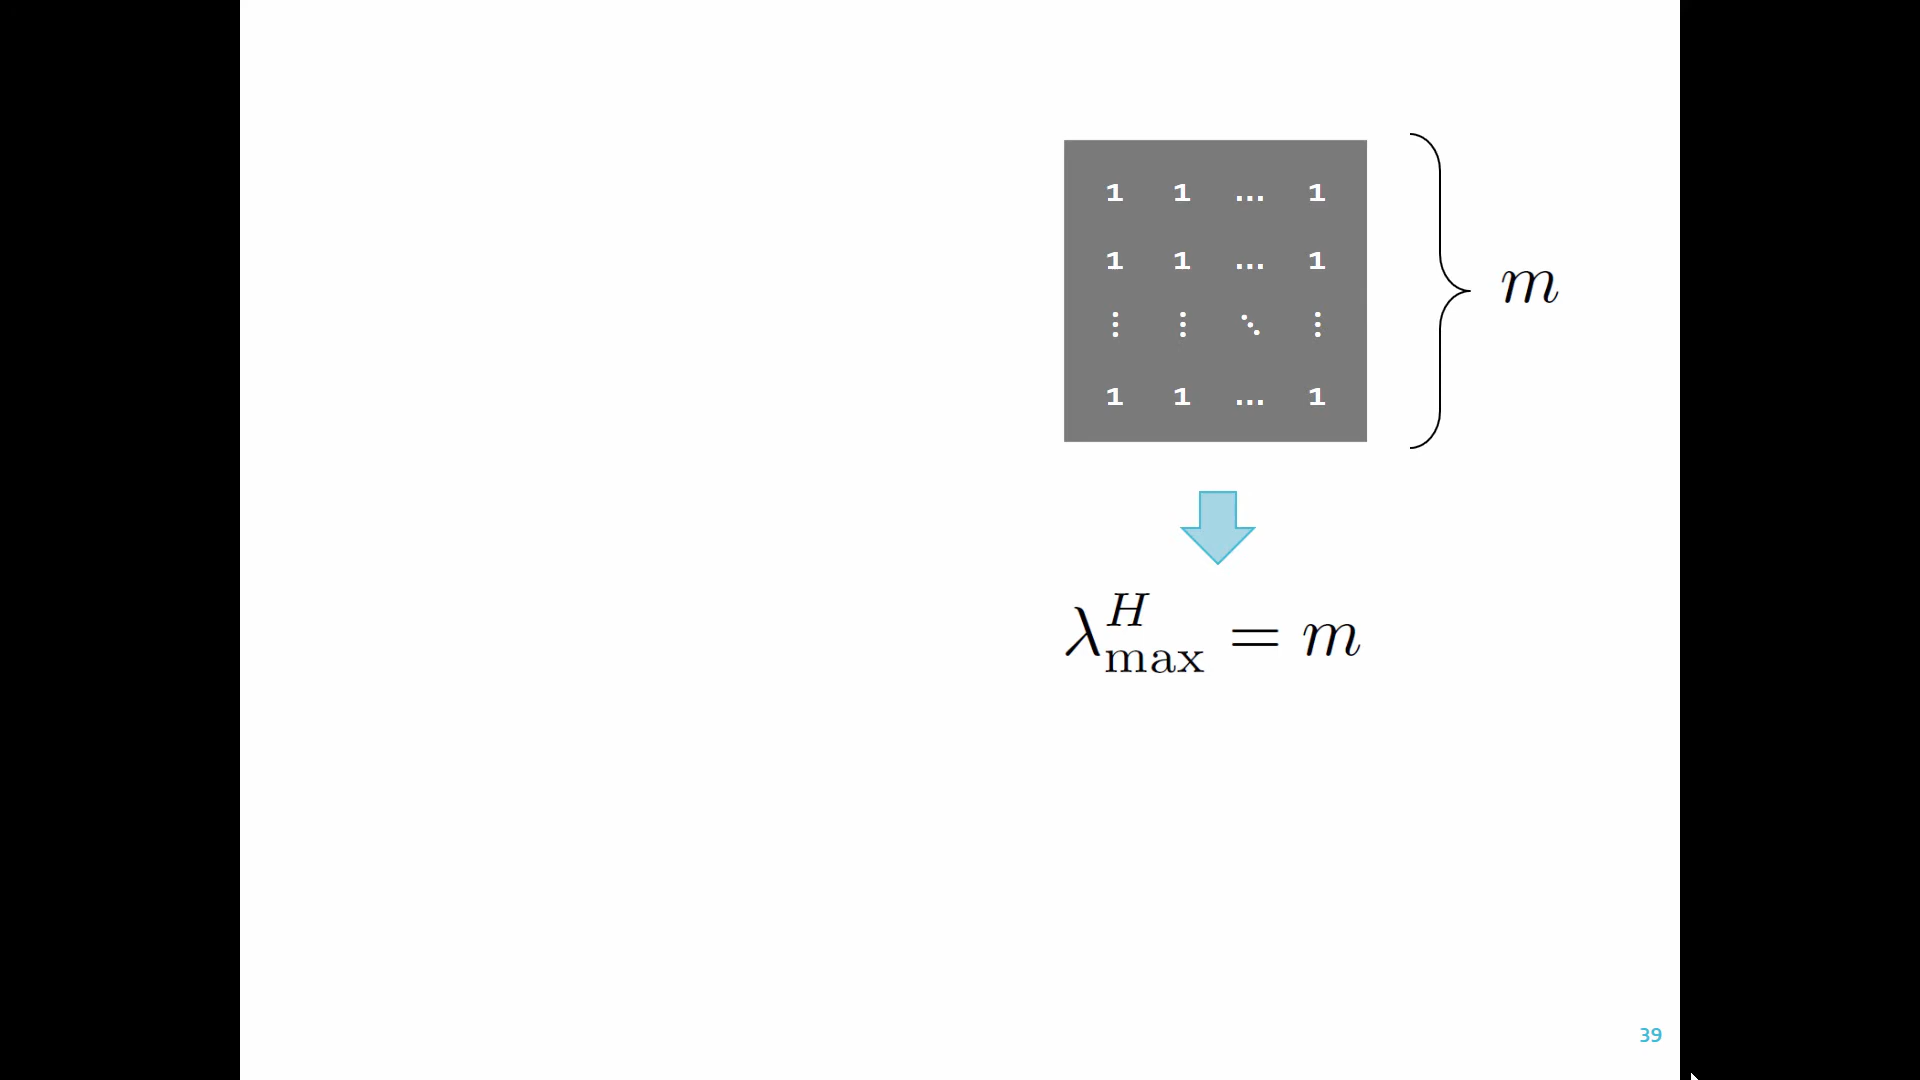 1 1 … 1
1 1 … 1
⋮ ⋮ ⋱ ⋮
1 1 … 1
m
λ^H_max = m
39